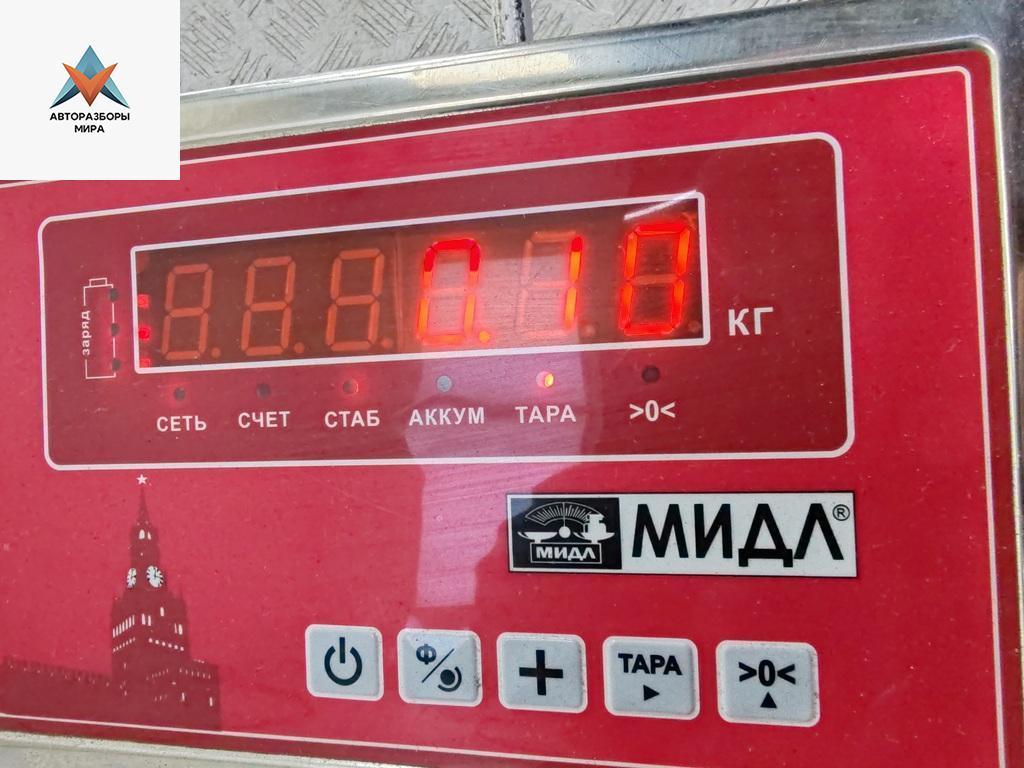 АВТОРАЗБОРЫ
МИРА
0.10
КГ
заряд
СЕТЬ СЧЕТ СТАБ АККУМ ТАРА >0<
МИДЛ МИДЛ®
Ф ТАРА >0<